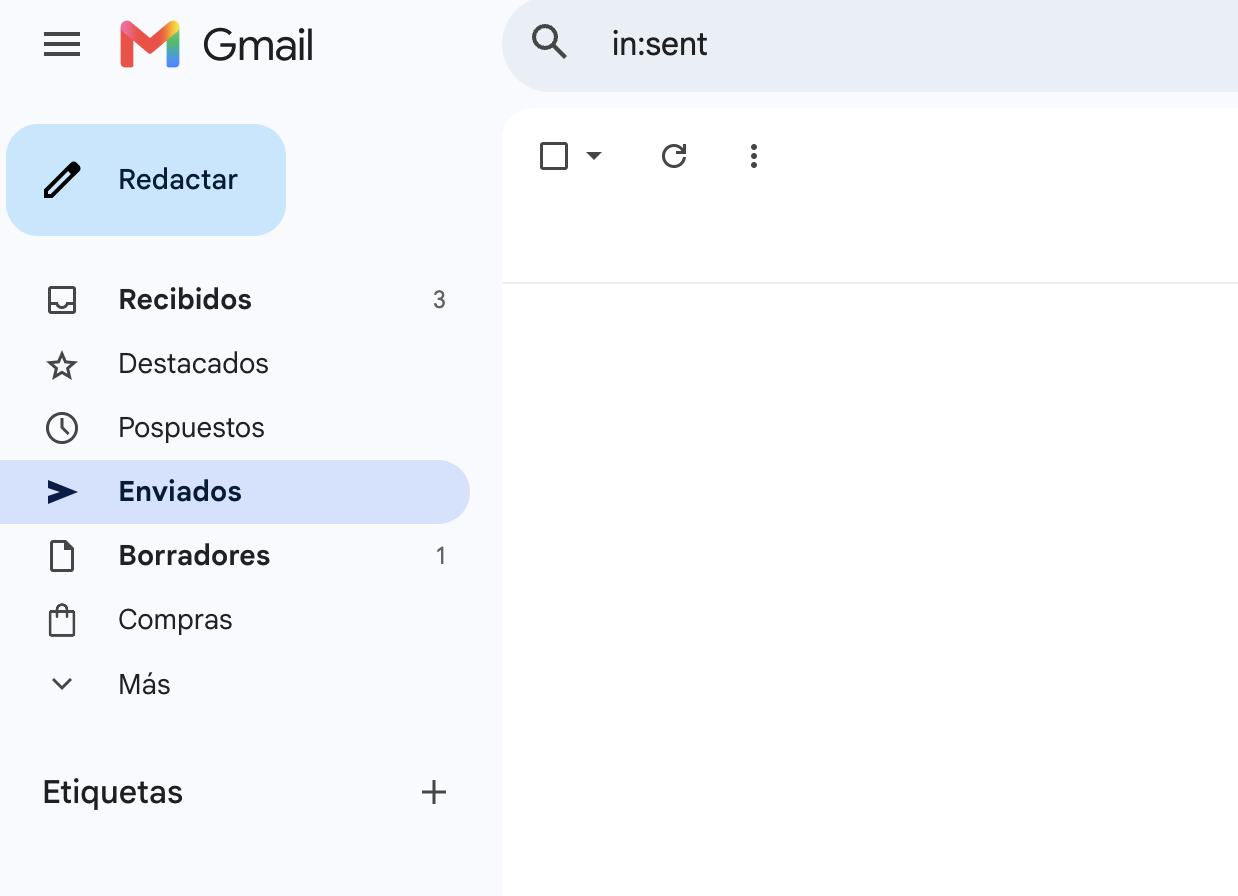 Gmail
in:sent
Redactar
Recibidos 3
Destacados
Pospuestos
Enviados
Borradores 1
Compras
Más
Etiquetas